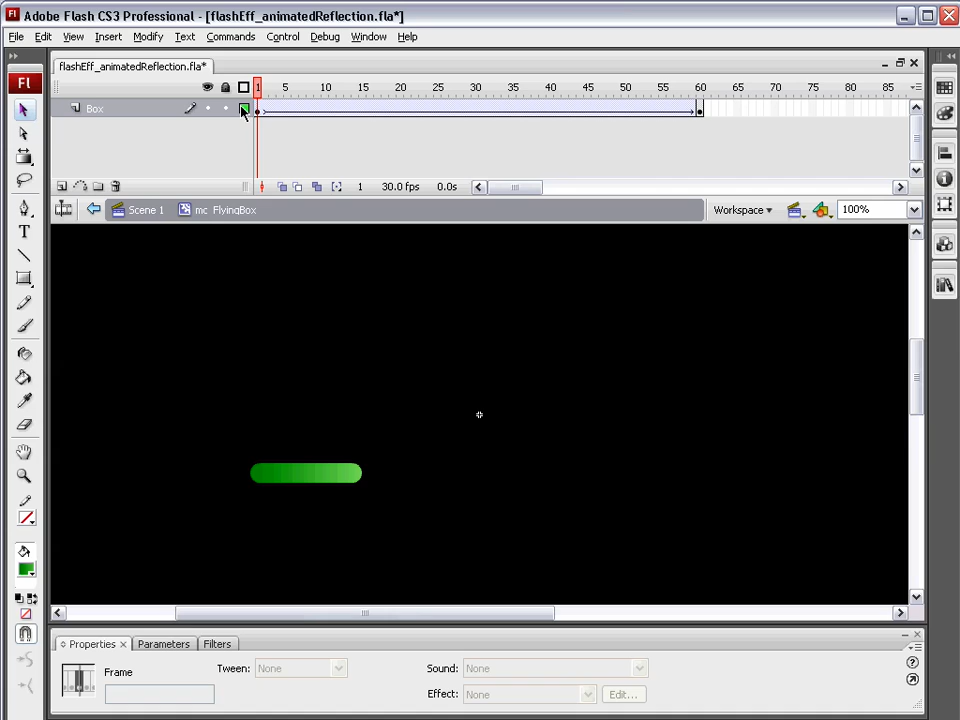 Adobe Flash CS3 Professional - [flashEff_animatedReflection.fla*]
File Edit View Insert Modify Text Commands Control Debug Window Help
flashEff_animatedReflection.fla*
Fl
1 5 10 15 20 25 30 35 40 45 50 55 60 65 70 75 80 85
Box
1 30.0 fps 0.0s
Scene 1 mc FlyingBox Workspace 100%
T
Properties Parameters Filters
Frame Tween: None Sound: None
Effect: None Edit...